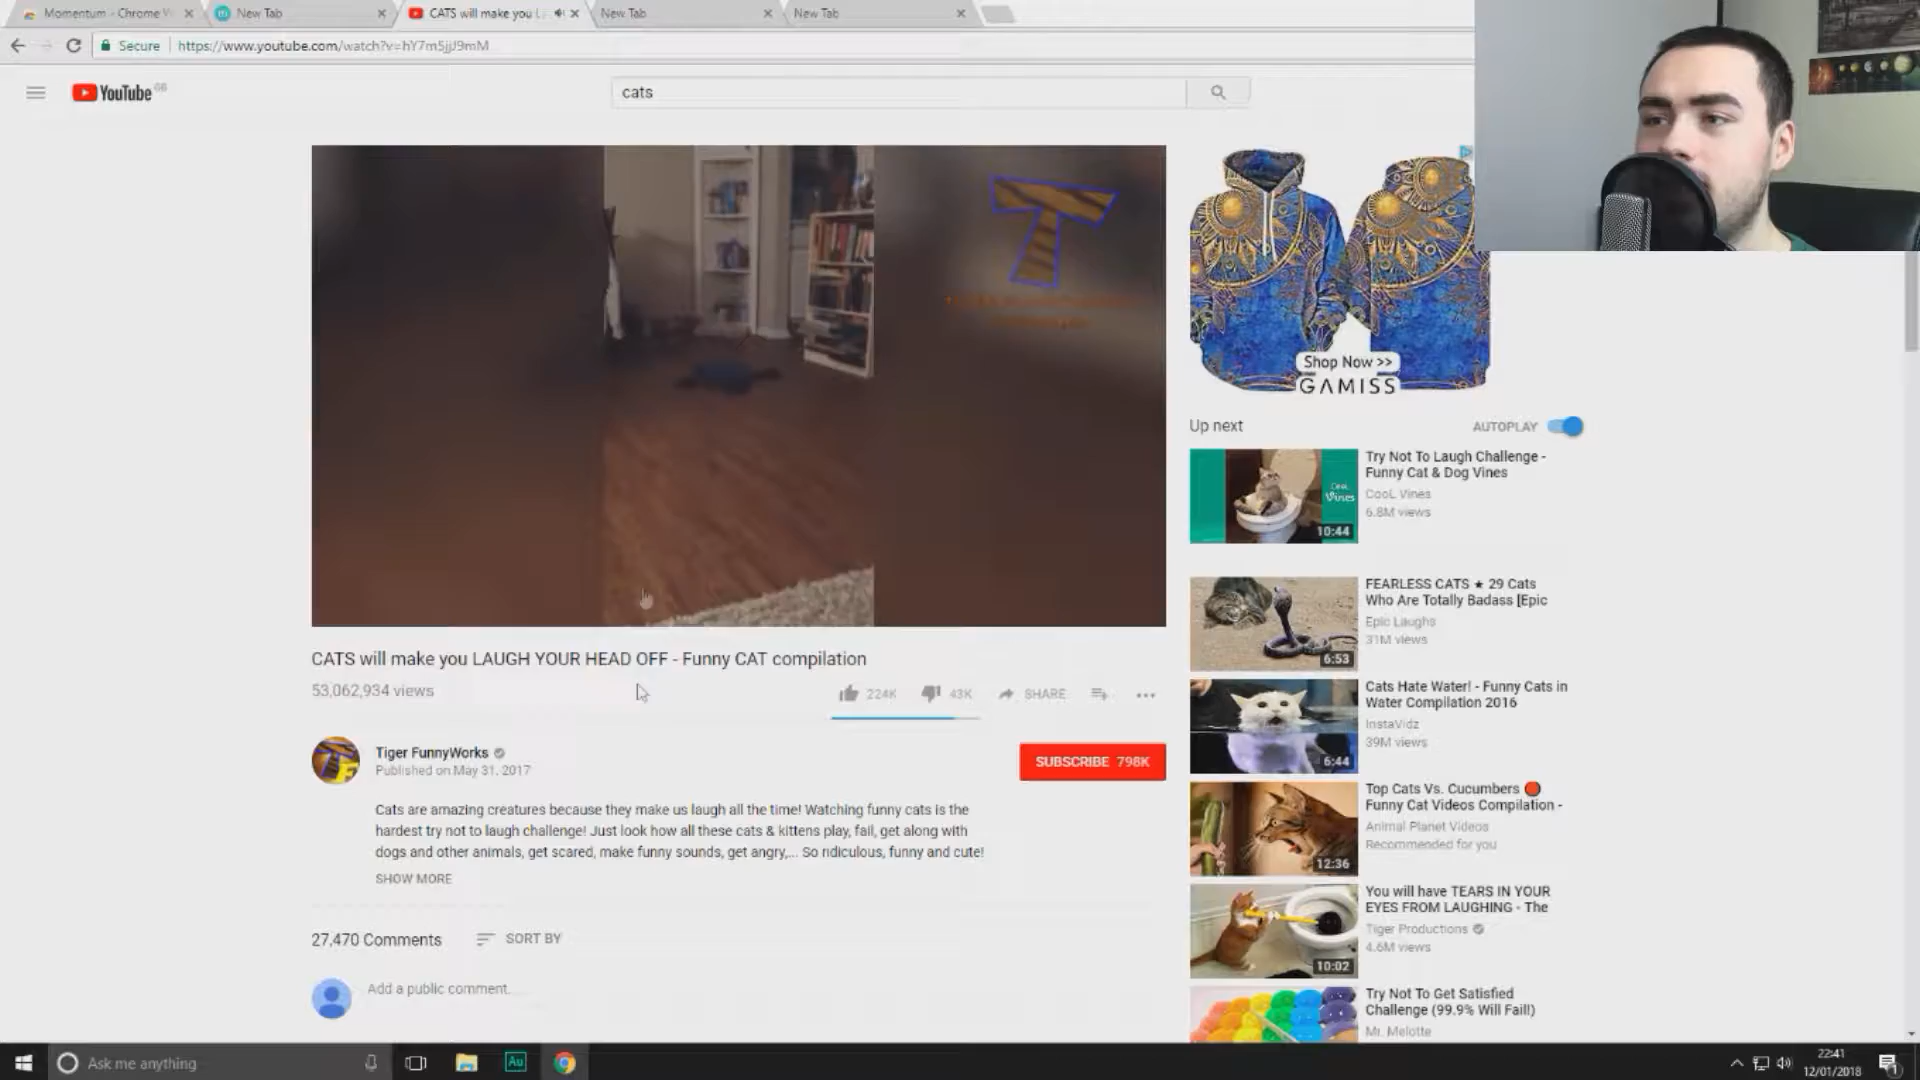 Momentum - Chrome W
New Tab
CATS will make you L
New Tab
New Tab
Secure
https://www.youtube.com/watch?v=hY7m5jjJ9mM
YouTube GB
cats
T
Shop Now >>
GAMISS
Up next
AUTOPLAY
Try Not To Laugh Challenge -
Funny Cat & Dog Vines
CooL Vines
6.8M views
CooL
Vines
10:44
FEARLESS CATS ★ 29 Cats
Who Are Totally Badass [Epic
Epic Laughs
31M views
6:53
Cats Hate Water! - Funny Cats in
Water Compilation 2016
InstaVidz
39M views
6:44
Top Cats Vs. Cucumbers 🔴
Funny Cat Videos Compilation -
Animal Planet Videos
Recommended for you
12:36
You will have TEARS IN YOUR
EYES FROM LAUGHING - The
Tiger Productions
4.6M views
10:02
Try Not To Get Satisfied
Challenge (99.9% Will Fail!)
Mr. Melotte
CATS will make you LAUGH YOUR HEAD OFF - Funny CAT compilation
53,062,934 views
224K
43K
SHARE
Tiger FunnyWorks
Published on May 31, 2017
SUBSCRIBE 798K
Cats are amazing creatures because they make us laugh all the time! Watching funny cats is the
hardest try not to laugh challenge! Just look how all these cats & kittens play, fail, get along with
dogs and other animals, get scared, make funny sounds, get angry,... So ridiculous, funny and cute!
SHOW MORE
27,470 Comments
SORT BY
Add a public comment...
Ask me anything
Au
22:41
12/01/2018
1